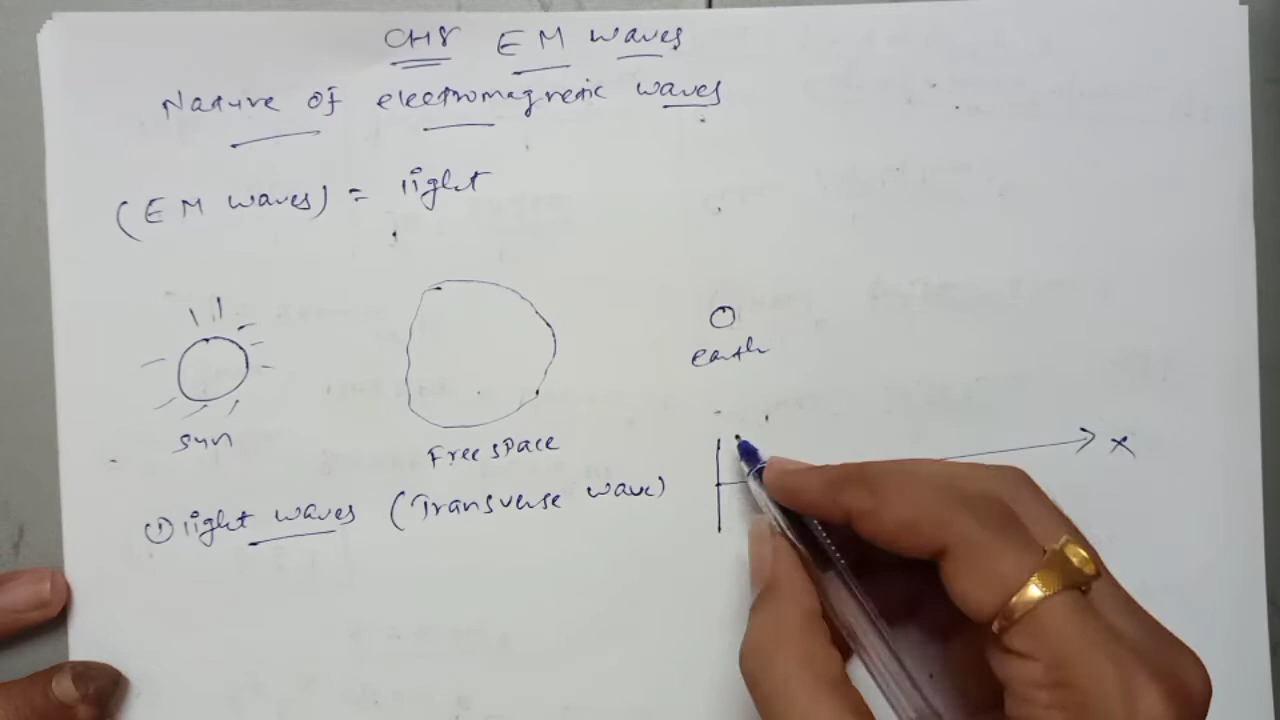 CH8 EM waves
Nature of electromagnetic waves
(EM waves) = light
earth
sun
Free space
x
① light waves (Transverse wave)